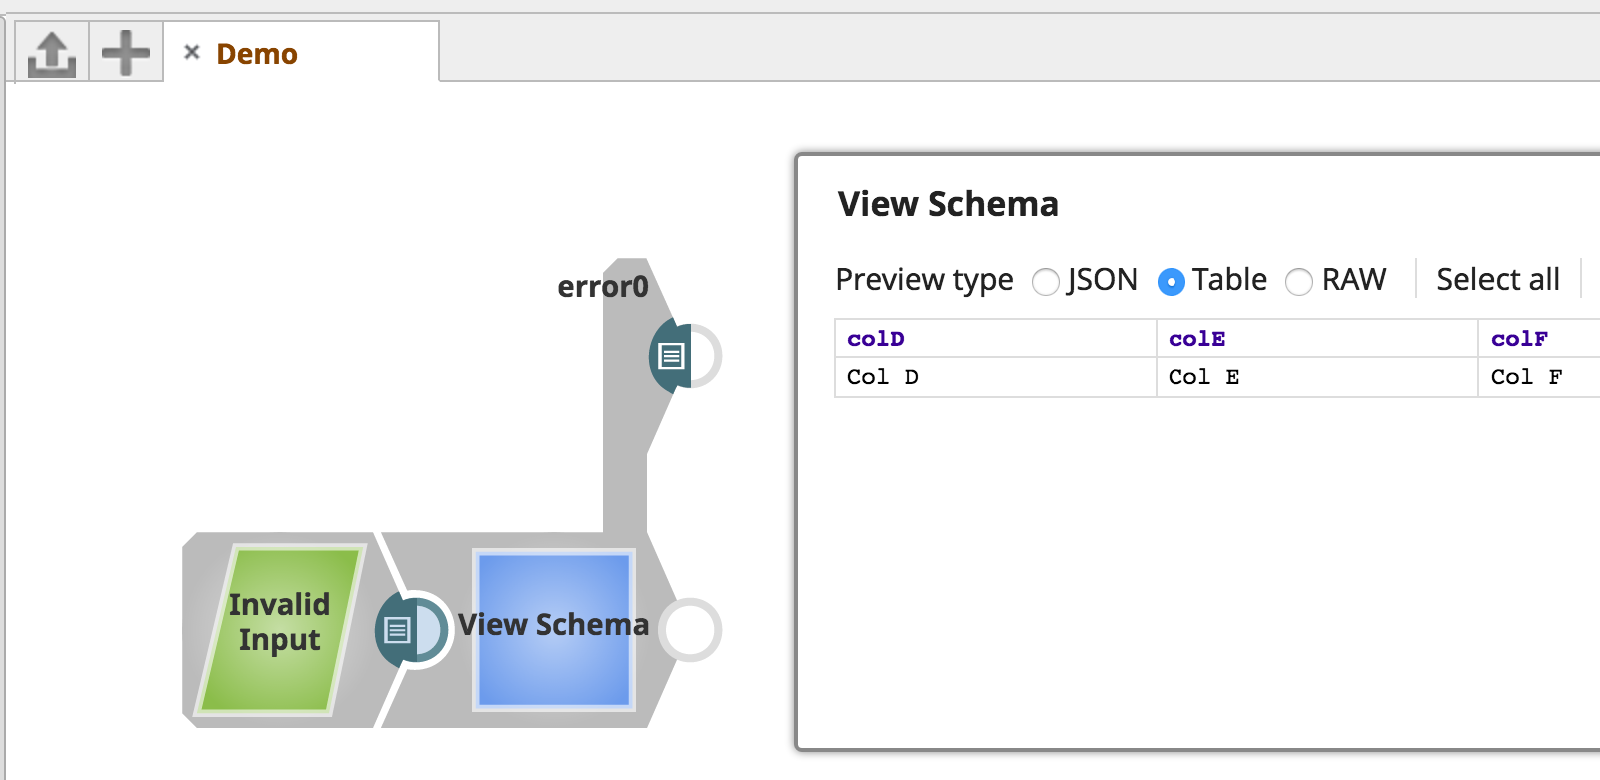 Demo
View Schema
Preview type JSON Table RAW Select all
colD colE colF
Col D Col E Col F
error0
Invalid
Input
View Schema